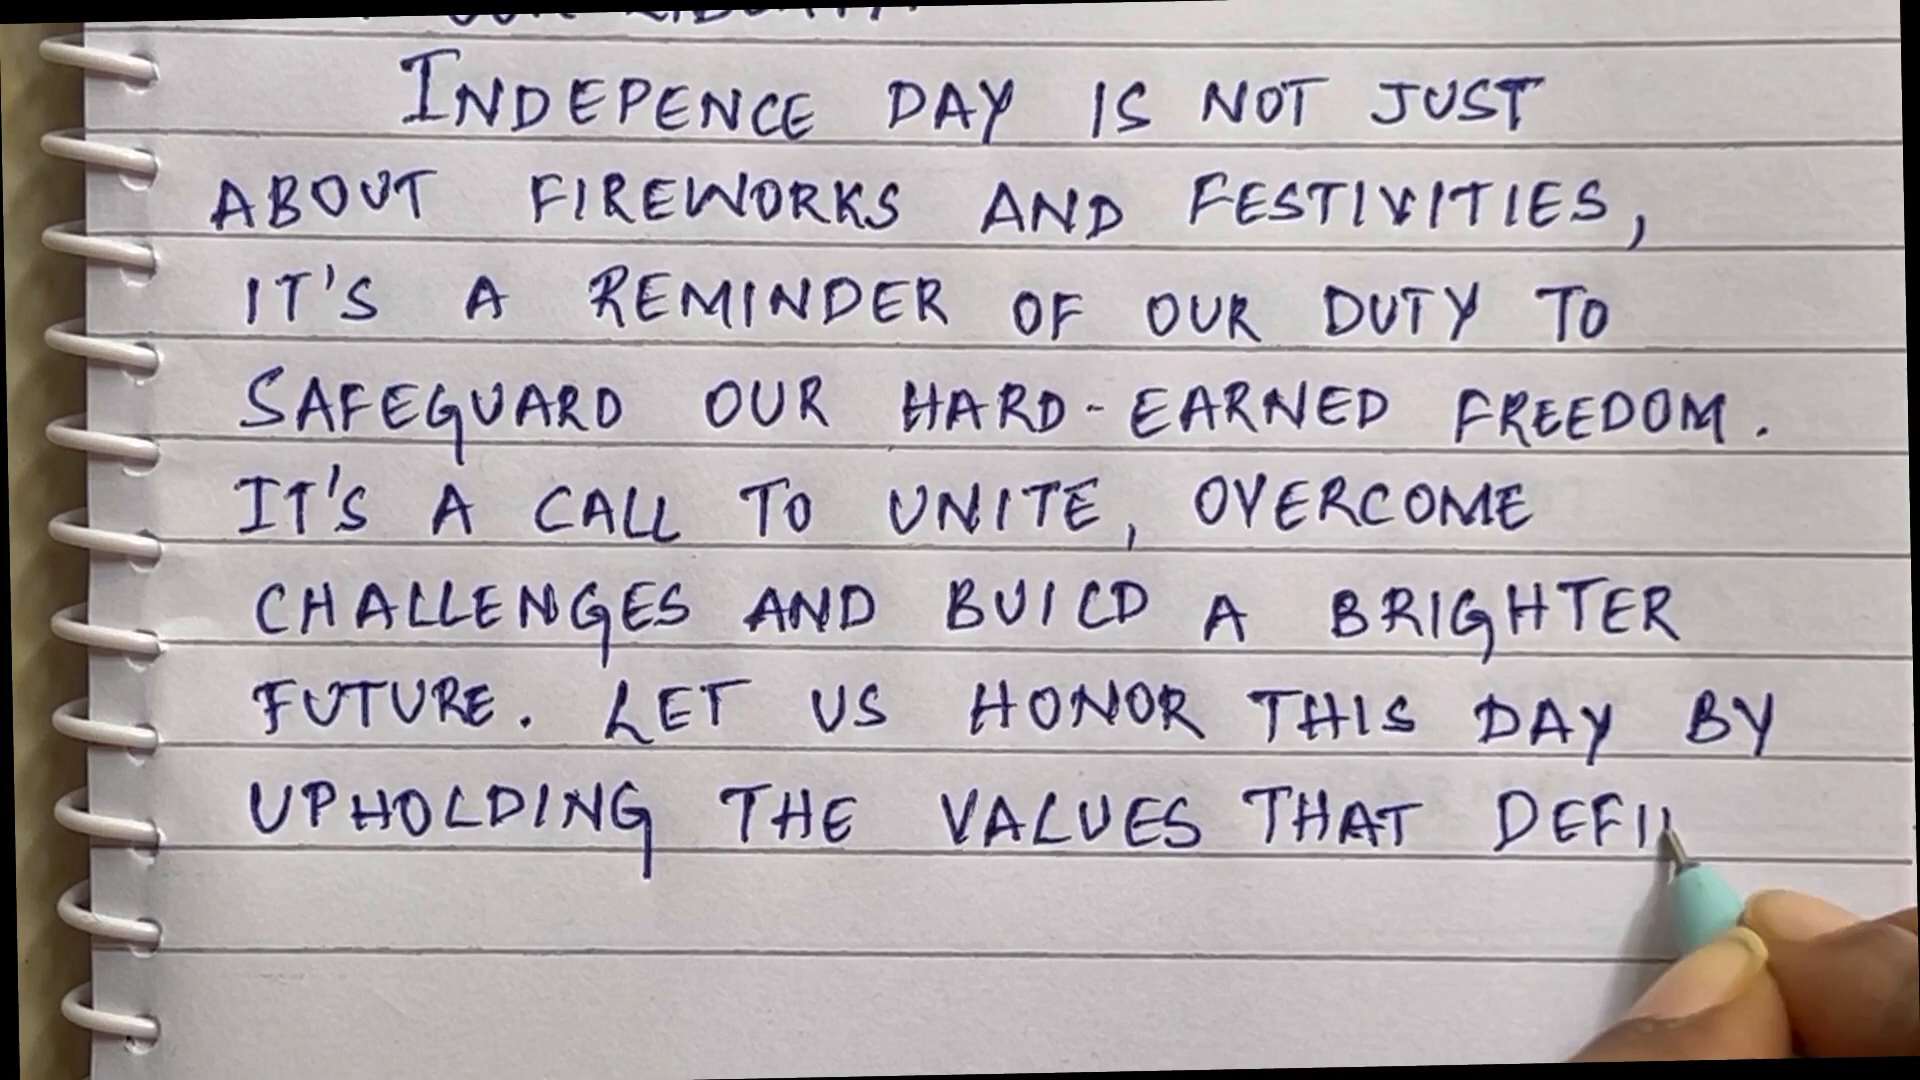 INDEPENCE DAY IS NOT JUST
ABOUT FIREWORKS AND FESTIVITIES,
IT'S A REMINDER OF OUR DUTY TO
SAFEGUARD OUR HARD-EARNED FREEDOM.
IT'S A CALL TO UNITE, OVERCOME
CHALLENGES AND BUILD A BRIGHTER
FUTURE. LET US HONOR THIS DAY BY
UPHOLDING THE VALUES THAT